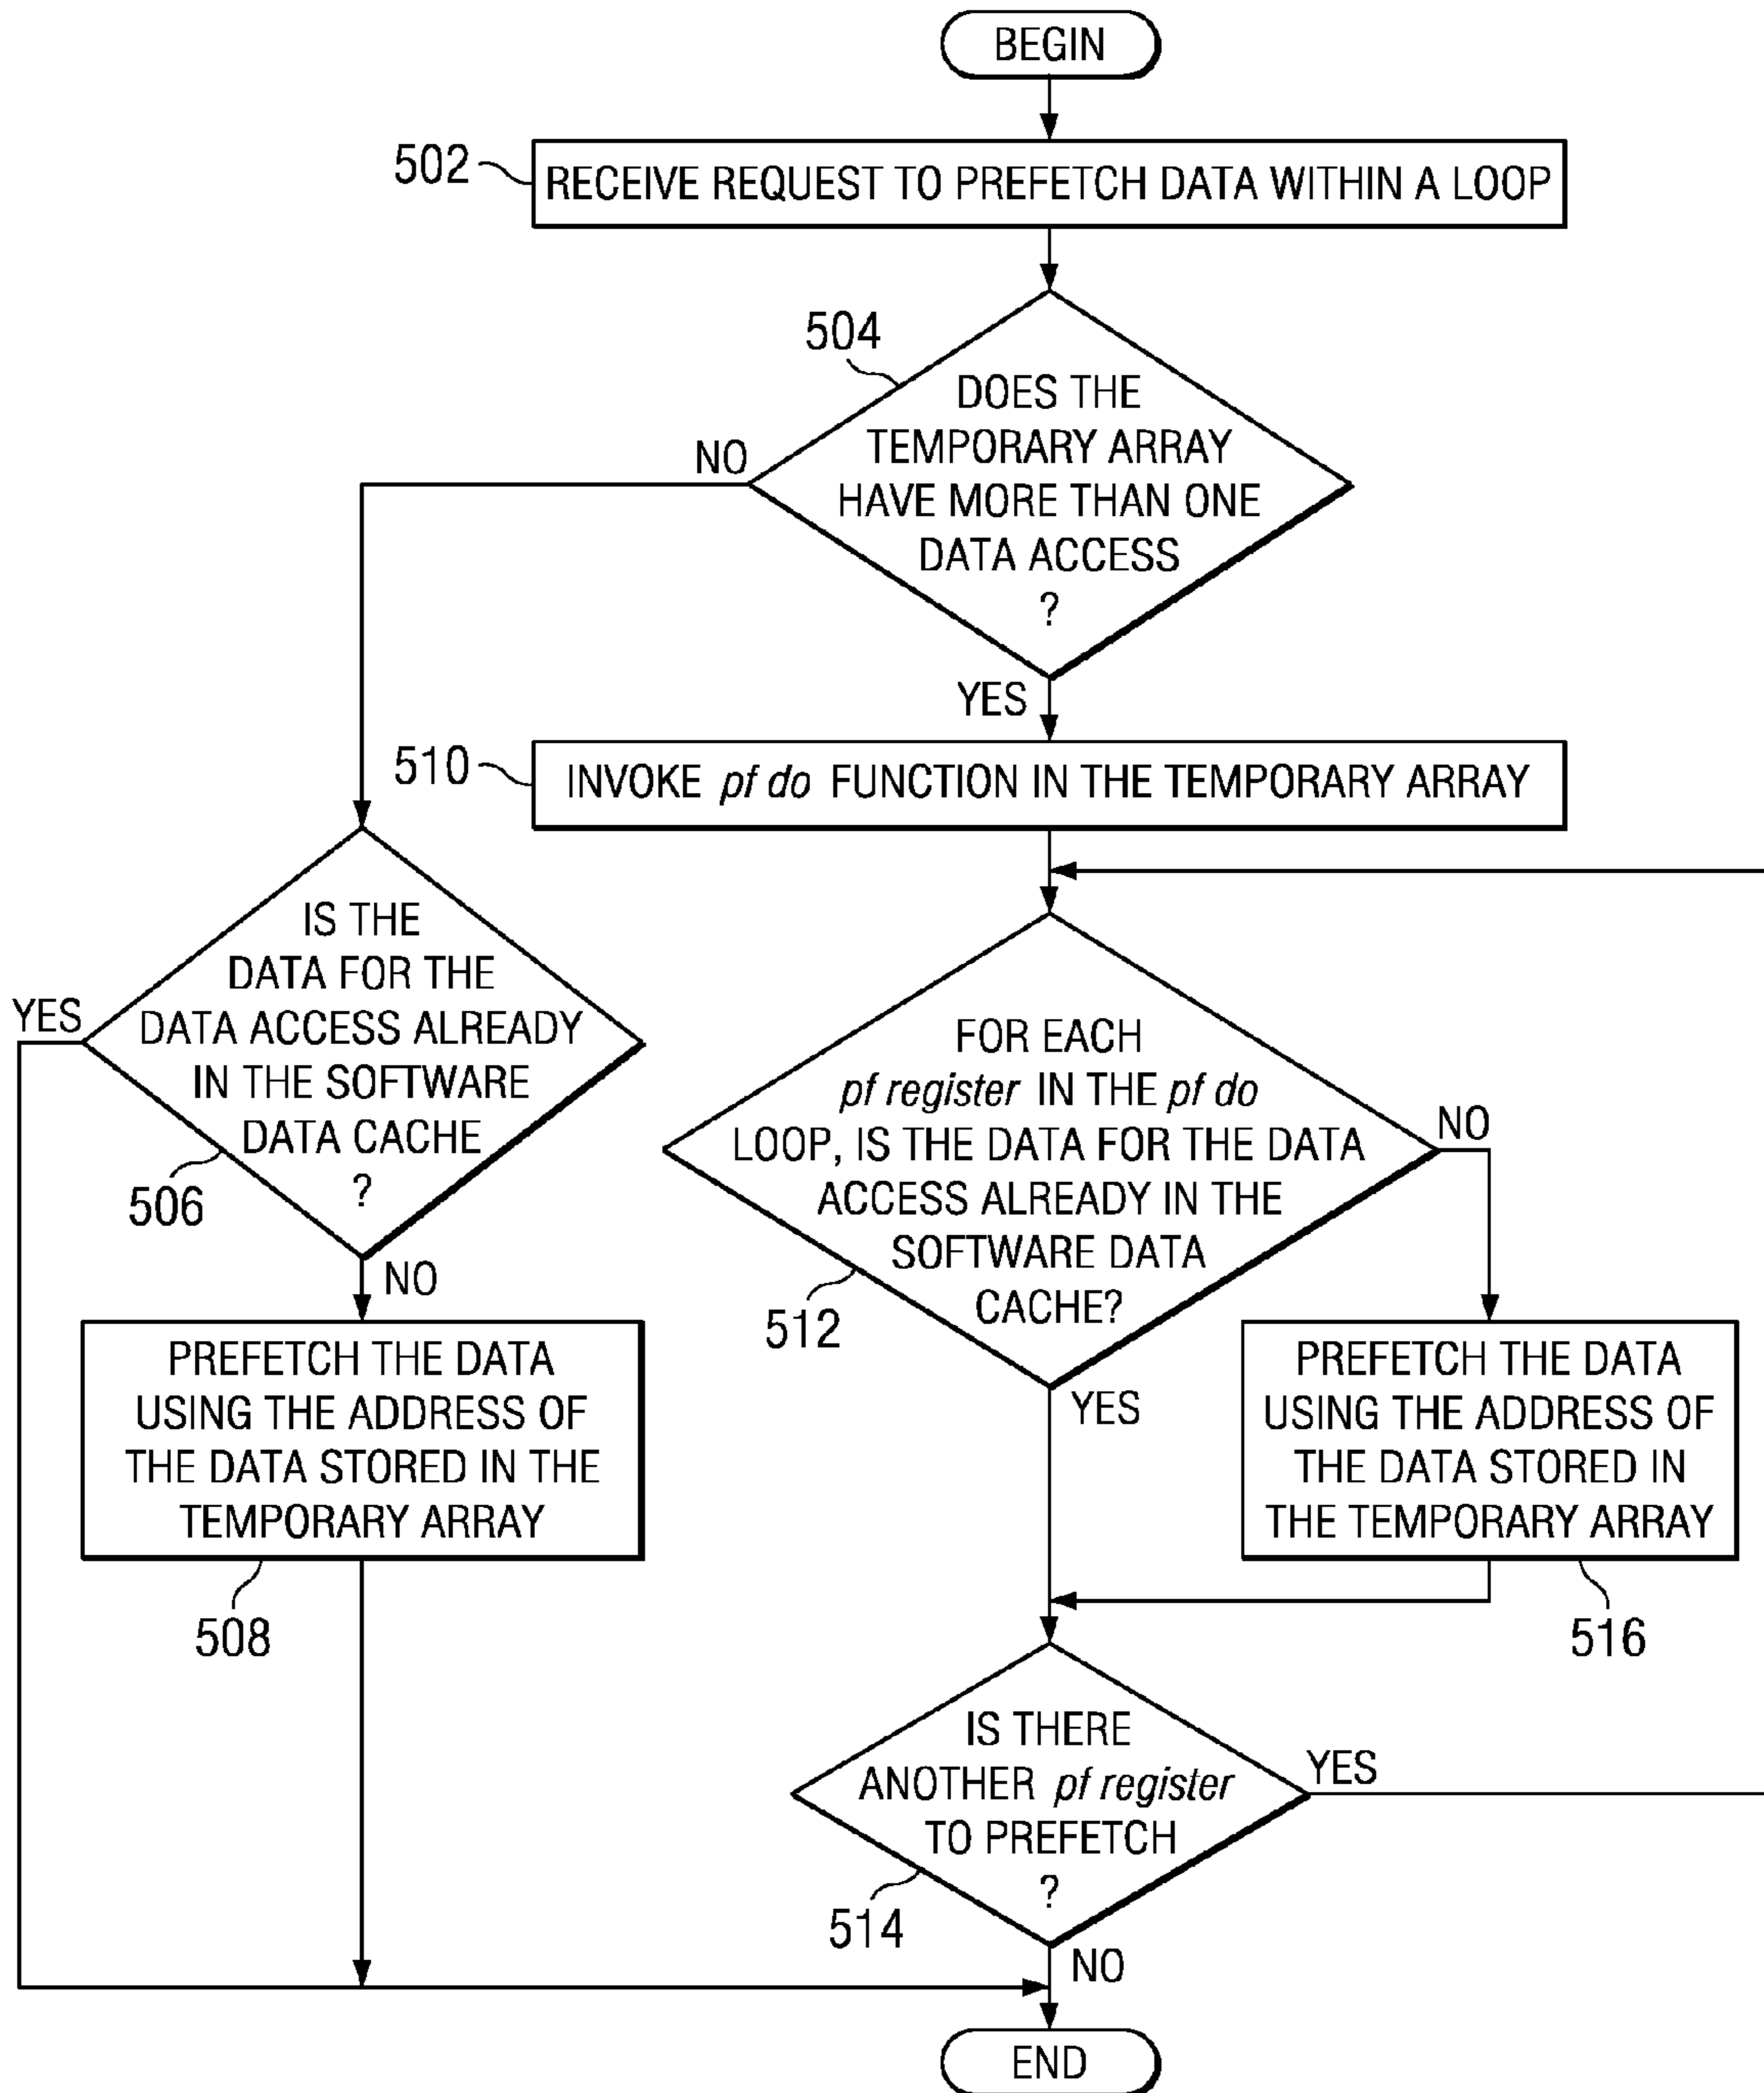 BEGIN
502
RECEIVE REQUEST TO PREFETCH DATA WITHIN A LOOP
504
DOES THE
TEMPORARY ARRAY
HAVE MORE THAN ONE
DATA ACCESS
?
NO
YES
510
INVOKE pf do FUNCTION IN THE TEMPORARY ARRAY
IS THE
DATA FOR THE
DATA ACCESS ALREADY
IN THE SOFTWARE
DATA CACHE
?
YES
506
NO
PREFETCH THE DATA
USING THE ADDRESS OF
THE DATA STORED IN THE
TEMPORARY ARRAY
508
FOR EACH
pf register IN THE pf do
LOOP, IS THE DATA FOR THE DATA
ACCESS ALREADY IN THE
SOFTWARE DATA
CACHE?
NO
512
YES
PREFETCH THE DATA
USING THE ADDRESS OF
THE DATA STORED IN
THE TEMPORARY ARRAY
516
IS THERE
ANOTHER pf register
TO PREFETCH
?
YES
514
NO
END